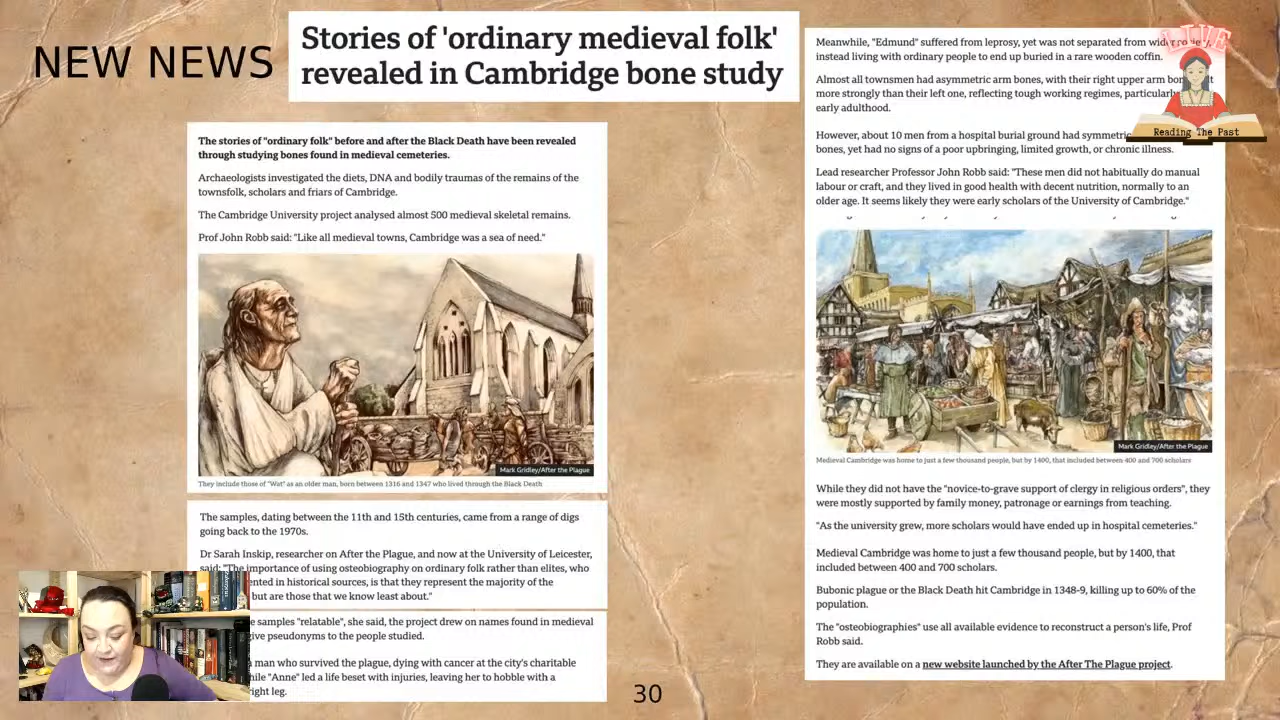 NEW NEWS
Stories of 'ordinary medieval folk'
revealed in Cambridge bone study
The stories of "ordinary folk" before and after the Black Death have been revealed
through studying bones found in medieval cemeteries.
Archaeologists investigated the diets, DNA and bodily traumas of the remains of the
townsfolk, scholars and friars of Cambridge.
The Cambridge University project analysed almost 500 medieval skeletal remains.
Prof John Robb said: "Like all medieval towns, Cambridge was a sea of need."
Mark Gridley/After the Plague
They include those of "Wat" as an older man, born between 1316 and 1347 who lived through the Black Death
The samples, dating between the 11th and 15th centuries, came from a range of digs
going back to the 1970s.
Dr Sarah Inskip, researcher on After the Plague, and now at the University of Leicester,
said: "The importance of using osteobiography on ordinary folk rather than elites, who
ented in historical sources, is that they represent the majority of the
but are those that we know least about."
e samples "relatable", she said, the project drew on names found in medieval
ive pseudonyms to the people studied.
man who survived the plague, dying with cancer at the city's charitable
hile "Anne" led a life beset with injuries, leaving her to hobble with a
ight leg.
Meanwhile, "Edmund" suffered from leprosy, yet was not separated from wider
instead living with ordinary people to end up buried in a rare wooden coffin.
Almost all townsmen had asymmetric arm bones, with their right upper arm
more strongly than their left one, reflecting tough working regimes, particularly
early adulthood.
However, about 10 men from a hospital burial ground had symmetric
bones, yet had no signs of a poor upbringing, limited growth, or chronic illness.
Lead researcher Professor John Robb said: "These men did not habitually do manual
labour or craft, and they lived in good health with decent nutrition, normally to an
older age. It seems likely they were early scholars of the University of Cambridge."
Mark Gridley/After the Plague
Medieval Cambridge was home to just a few thousand people, but by 1400, that included between 400 and 700 scholars
While they did not have the "novice-to-grave support of clergy in religious orders", they
were mostly supported by family money, patronage or earnings from teaching.
"As the university grew, more scholars would have ended up in hospital cemeteries."
Medieval Cambridge was home to just a few thousand people, but by 1400, that
included between 400 and 700 scholars.
Bubonic plague or the Black Death hit Cambridge in 1348-9, killing up to 60% of the
population.
The "osteobiographies" use all available evidence to reconstruct a person's life, Prof
Robb said.
They are available on a new website launched by the After The Plague project.
LIVE
Reading The Past
30